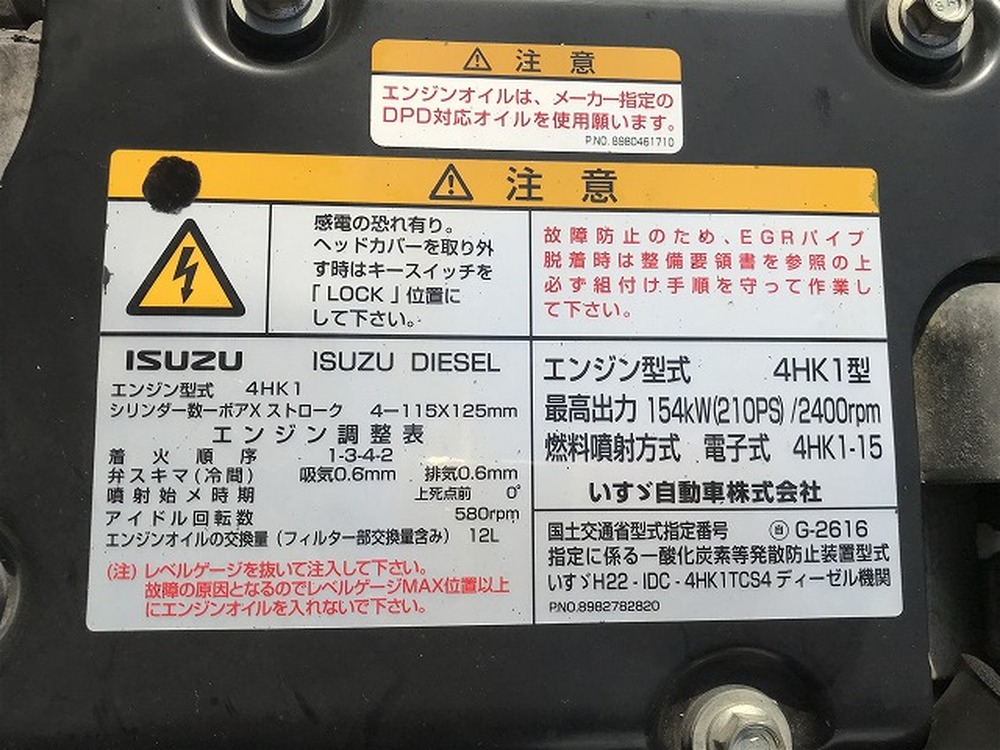 注意
エンジンオイルは、メーカー指定の
DPD対応オイルを使用願います。
P.NO. 8980461710
注意
感電の恐れ有り。
ヘッドカバーを取り外
す時はキースイッチを
「LOCK」位置に
して下さい。
故障防止のため、EGRパイプ
脱着時は整備要領書を参照の上
必ず組付け手順を守って作業し
て下さい。
ISUZU ISUZU DIESEL
エンジン型式 4HK1
シリンダー数ーボアX ストローク 4-115X125mm
エンジン調整表
着火順序 1-3-4-2
弁スキマ(冷間) 吸気0.6mm 排気0.6mm
噴射始メ時期 上死点前 0°
アイドル回転数 580rpm
エンジンオイルの交換量(フィルター部交換量含み) 12L
(注)レベルゲージを抜いて注入して下さい。
故障の原因となるのでレベルゲージMAX位置以上
にエンジンオイルを入れないで下さい。
エンジン型式 4HK1型
最高出力 154kW(210PS)/2400rpm
燃料噴射方式 電子式 4HK1-15
いすゞ自動車株式会社
国土交通省型式指定番号 ㊐ G-2616
指定に係る一酸化炭素等発散防止装置型式
いすゞH22-IDC-4HK1TCS4 ディーゼル機関
P.NO.8982782820